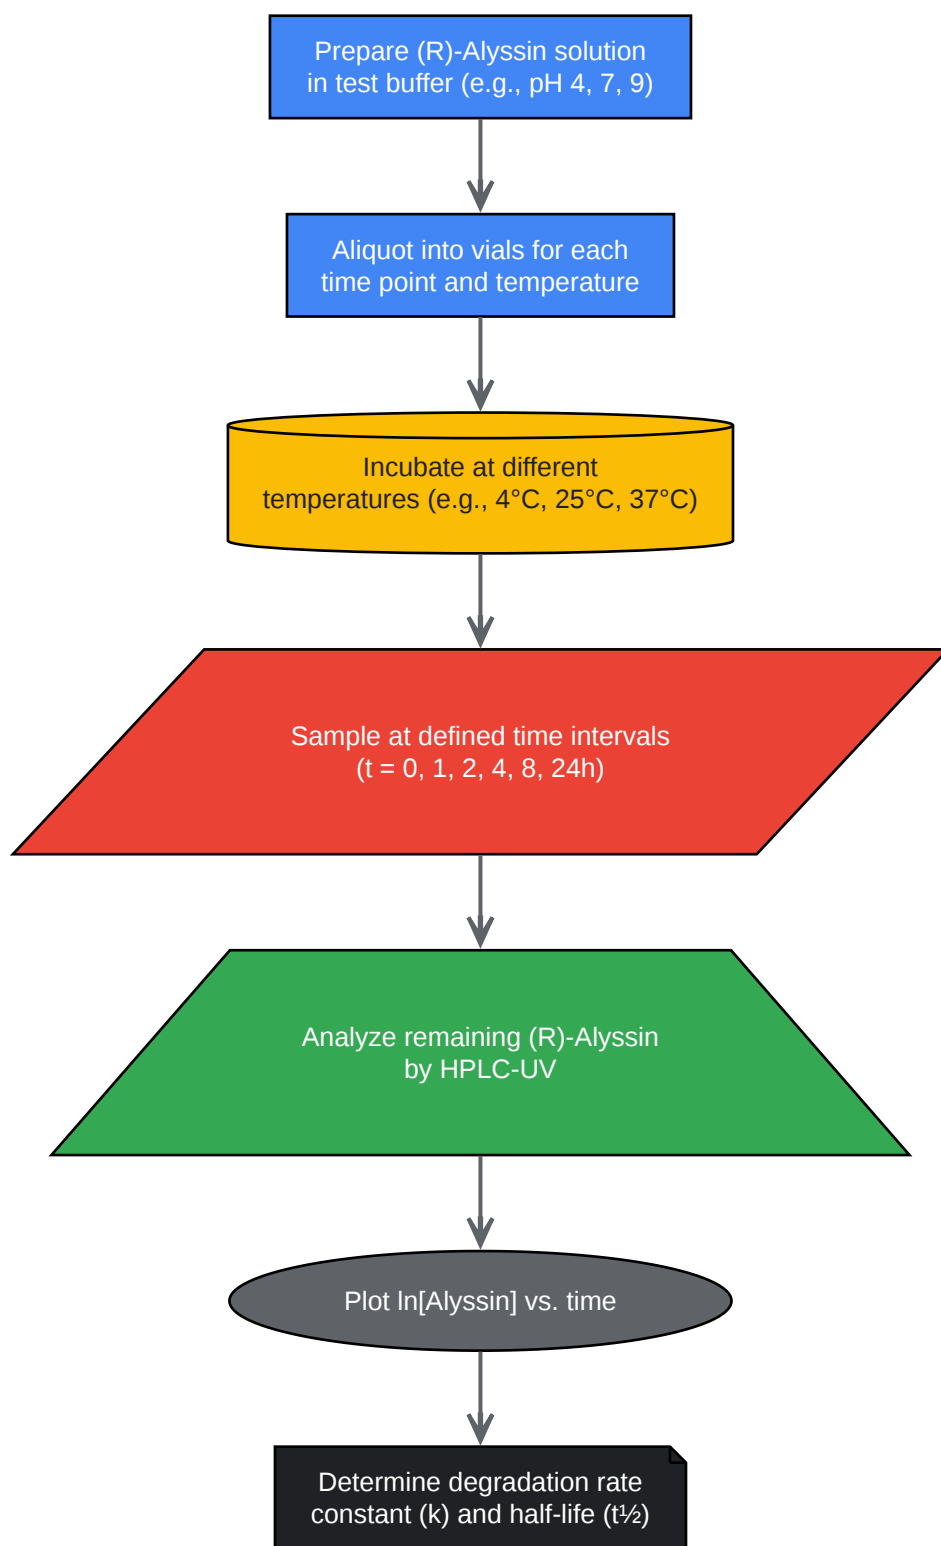 Prepare (R)-Alyssin solution
in test buffer (e.g., pH 4, 7, 9)
Aliquot into vials for each
time point and temperature
Incubate at different
temperatures (e.g., 4°C, 25°C, 37°C)
Sample at defined time intervals
(t = 0, 1, 2, 4, 8, 24h)
Analyze remaining (R)-Alyssin
by HPLC-UV
Plot ln[Alyssin] vs. time
Determine degradation rate
constant (k) and half-life (t½)